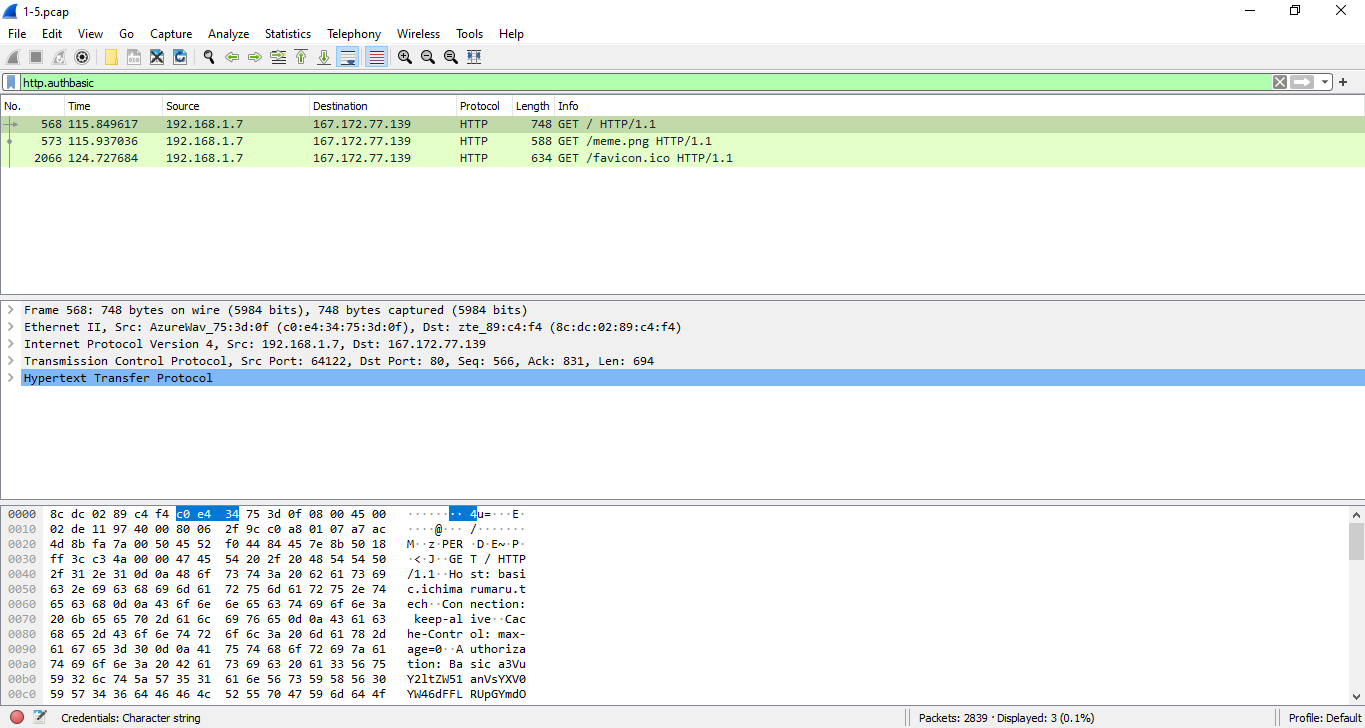 1-5.pcap
File Edit View Go Capture Analyze Statistics Telephony Wireless Tools Help
http.authbasic
No. Time Source Destination Protocol Length Info
568 115.849617 192.168.1.7 167.172.77.139 HTTP 748 GET / HTTP/1.1
573 115.937036 192.168.1.7 167.172.77.139 HTTP 588 GET /meme.png HTTP/1.1
2066 124.727684 192.168.1.7 167.172.77.139 HTTP 634 GET /favicon.ico HTTP/1.1
Frame 568: 748 bytes on wire (5984 bits), 748 bytes captured (5984 bits)
Ethernet II, Src: AzureWav_75:3d:0f (c0:e4:34:75:3d:0f), Dst: zte_89:c4:f4 (8c:dc:02:89:c4:f4)
Internet Protocol Version 4, Src: 192.168.1.7, Dst: 167.172.77.139
Transmission Control Protocol, Src Port: 64122, Dst Port: 80, Seq: 566, Ack: 831, Len: 694
Hypertext Transfer Protocol
0000 8c dc 02 89 c4 f4 c0 e4 34 75 3d 0f 08 00 45 00 ········ 4u=···E·
0010 02 de 11 97 40 00 80 06 2f 9c c0 a8 01 07 a7 ac ····@··· /·······
0020 4d 8b fa 7a 00 50 45 52 f0 44 84 45 7e 8b 50 18 M··z·PER ·D·E~·P·
0030 ff 3c c3 4a 00 00 47 45 54 20 2f 20 48 54 54 50 ·<·J··GE T / HTTP
0040 2f 31 2e 31 0d 0a 48 6f 73 74 3a 20 62 61 73 69 /1.1··Ho st: basi
0050 63 2e 69 63 68 69 6d 61 72 75 6d 61 72 75 2e 74 c.ichima rumaru.t
0060 65 63 68 0d 0a 43 6f 6e 6e 65 63 74 69 6f 6e 3a ech··Con nection:
0070 20 6b 65 65 70 2d 61 6c 69 76 65 0d 0a 43 61 63 keep-al ive··Cac
0080 68 65 2d 43 6f 6e 74 72 6f 6c 3a 20 6d 61 78 2d he-Contr ol: max-
0090 61 67 65 3d 30 0d 0a 41 75 74 68 6f 72 69 7a 61 age=0··A uthoriza
00a0 74 69 6f 6e 3a 20 42 61 73 69 63 20 61 33 56 75 tion: Ba sic a3Vu
00b0 59 32 6c 74 5a 57 35 31 61 6e 56 73 59 58 56 30 Y2ltZW51 anVsYXV0
00c0 59 57 34 36 64 46 46 4c 52 55 70 47 59 6d 64 4f YW46dFFL RUpGYmdO
Credentials: Character string
Packets: 2839 · Displayed: 3 (0.1%)
Profile: Default